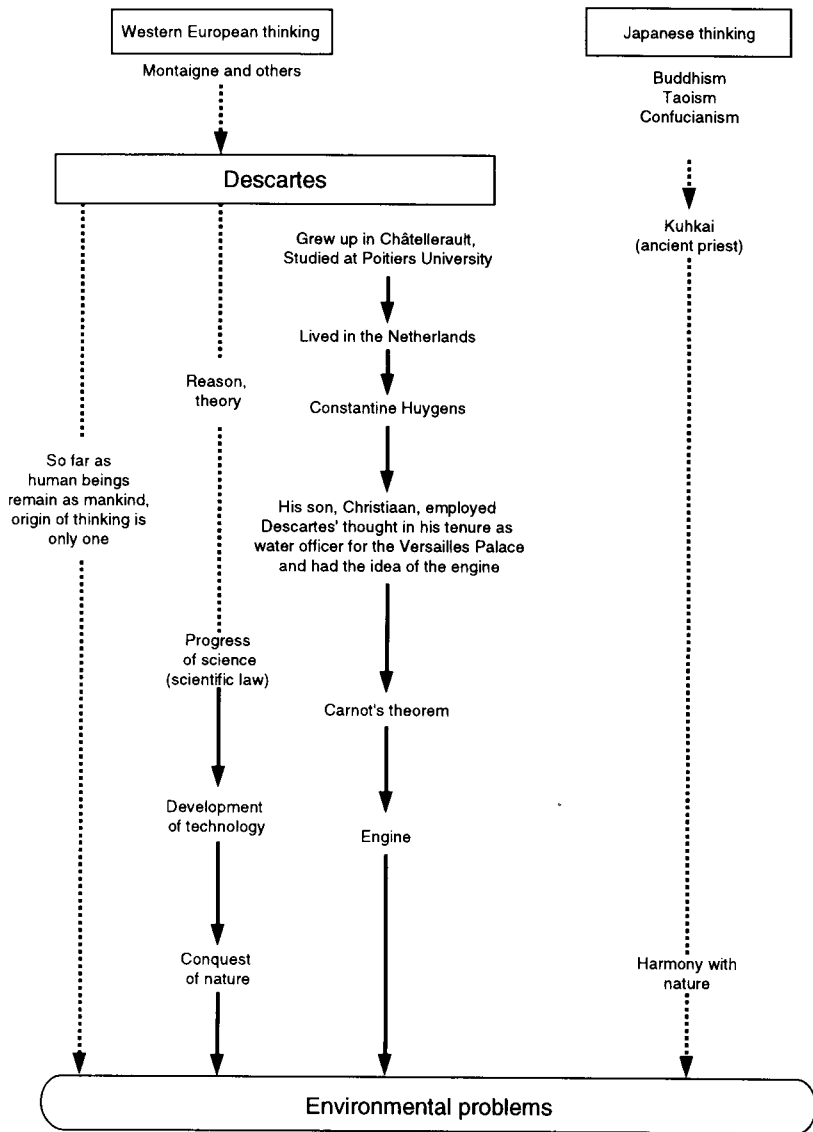 Western European thinking
Montaigne and others
Descartes
So far as
human beings
remain as mankind,
origin of thinking is
only one
Reason,
theory
Progress
of science
(scientific law)
Development
of technology
Conquest
of nature
Grew up in Châtellerault,
Studied at Poitiers University
Lived in the Netherlands
Constantine Huygens
His son, Christiaan, employed
Descartes' thought in his tenure as
water officer for the Versailles Palace
and had the idea of the engine
Carnot's theorem
Engine
Japanese thinking
Buddhism
Taoism
Confucianism
Kuhkai
(ancient priest)
Harmony with
nature
Environmental problems